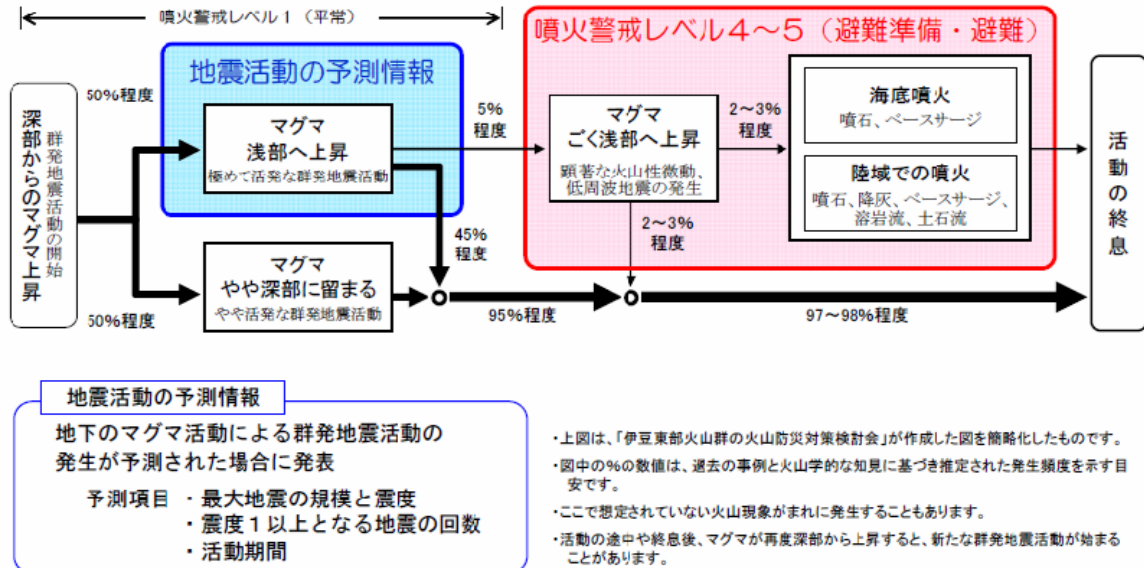 噴火警戒レベル1（平常）
噴火警戒レベル4～5（避難準備・避難）
地震活動の予測情報
深部からのマグマ上昇
群発地震活動の開始
50%程度
マグマ
浅部へ上昇
極めて活発な群発地震活動
5%
程度
マグマ
ごく浅部へ上昇
顕著な火山性微動、
低周波地震の発生
2～3%
程度
海底噴火
噴石、ベースサージ
陸域での噴火
噴石、降灰、ベースサージ、
溶岩流、土石流
活動の終息
45%
程度
2～3%
程度
50%程度
マグマ
やや深部に留まる
やや活発な群発地震活動
95%程度
97～98%程度
地震活動の予測情報
地下のマグマ活動による群発地震活動の
発生が予測された場合に発表
予測項目 ・最大地震の規模と震度
・震度1以上となる地震の回数
・活動期間
・上図は、「伊豆東部火山群の火山防災対策検討会」が作成した図を簡略化したものです。
・図中の%の数値は、過去の事例と火山学的な知見に基づき推定された発生頻度を示す目
安です。
・ここで想定されていない火山現象がまれに発生することもあります。
・活動の途中や終息後、マグマが再度深部から上昇すると、新たな群発地震活動が始まる
ことがあります。